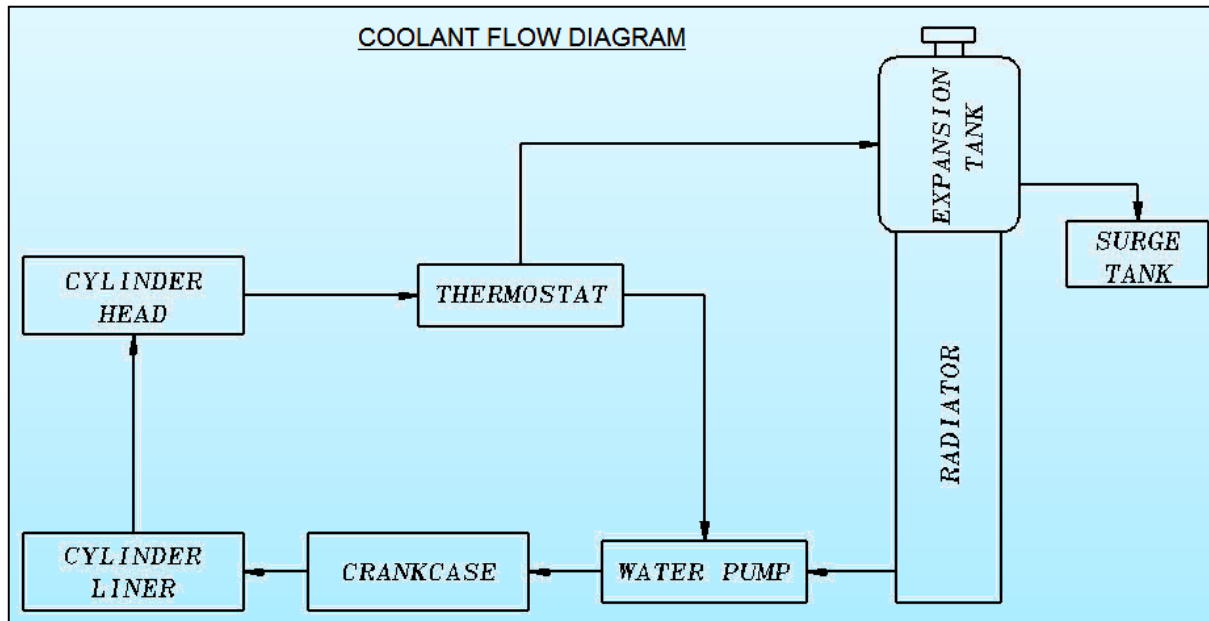 COOLANT FLOW DIAGRAM
EXPANSION
TANK
SURGE
TANK
CYLINDER
HEAD
THERMOSTAT
RADIATOR
CYLINDER
LINER
CRANKCASE
WATER PUMP